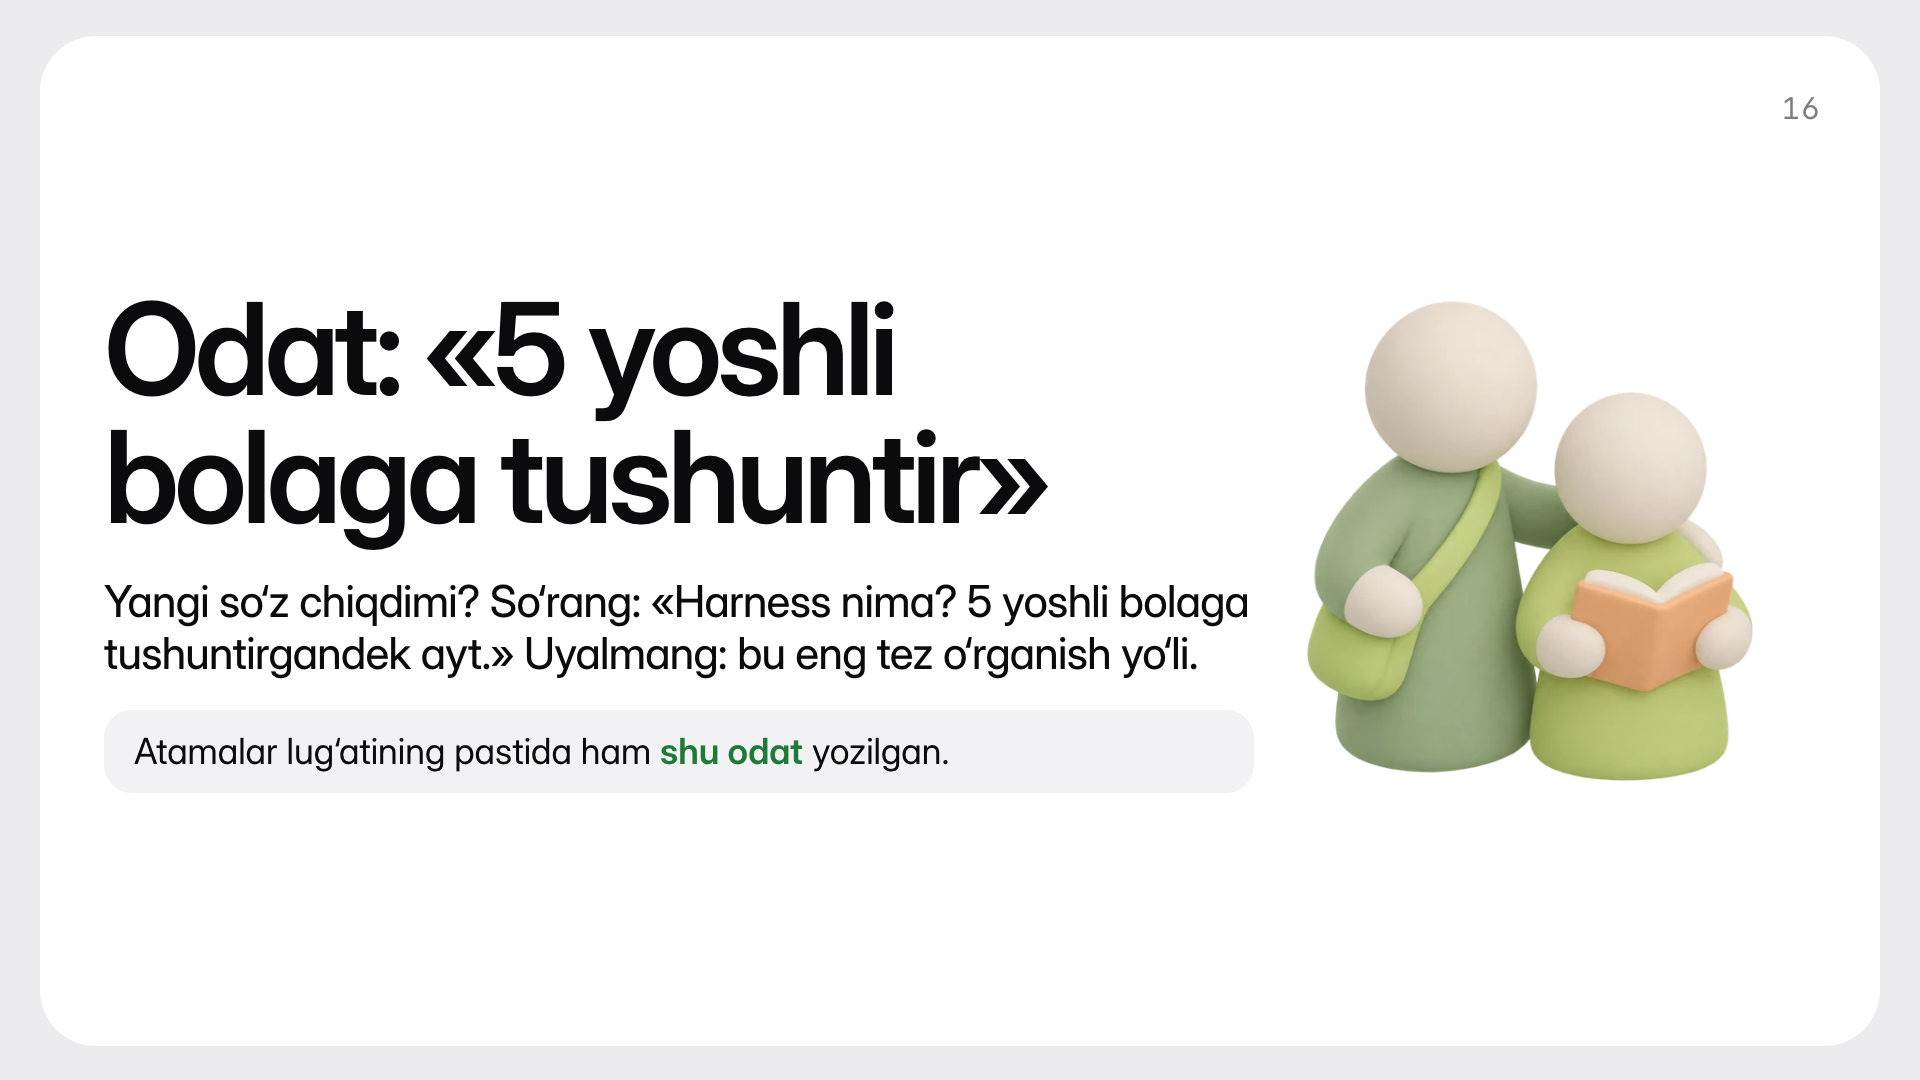 16
Odat: «5 yoshli
bolaga tushuntir»
Yangi so‘z chiqdimi? So‘rang: «Harness nima? 5 yoshli bolaga
tushuntirgandek ayt.» Uyalmang: bu eng tez o‘rganish yo‘li.
Atamalar lug‘atining pastida ham shu odat yozilgan.